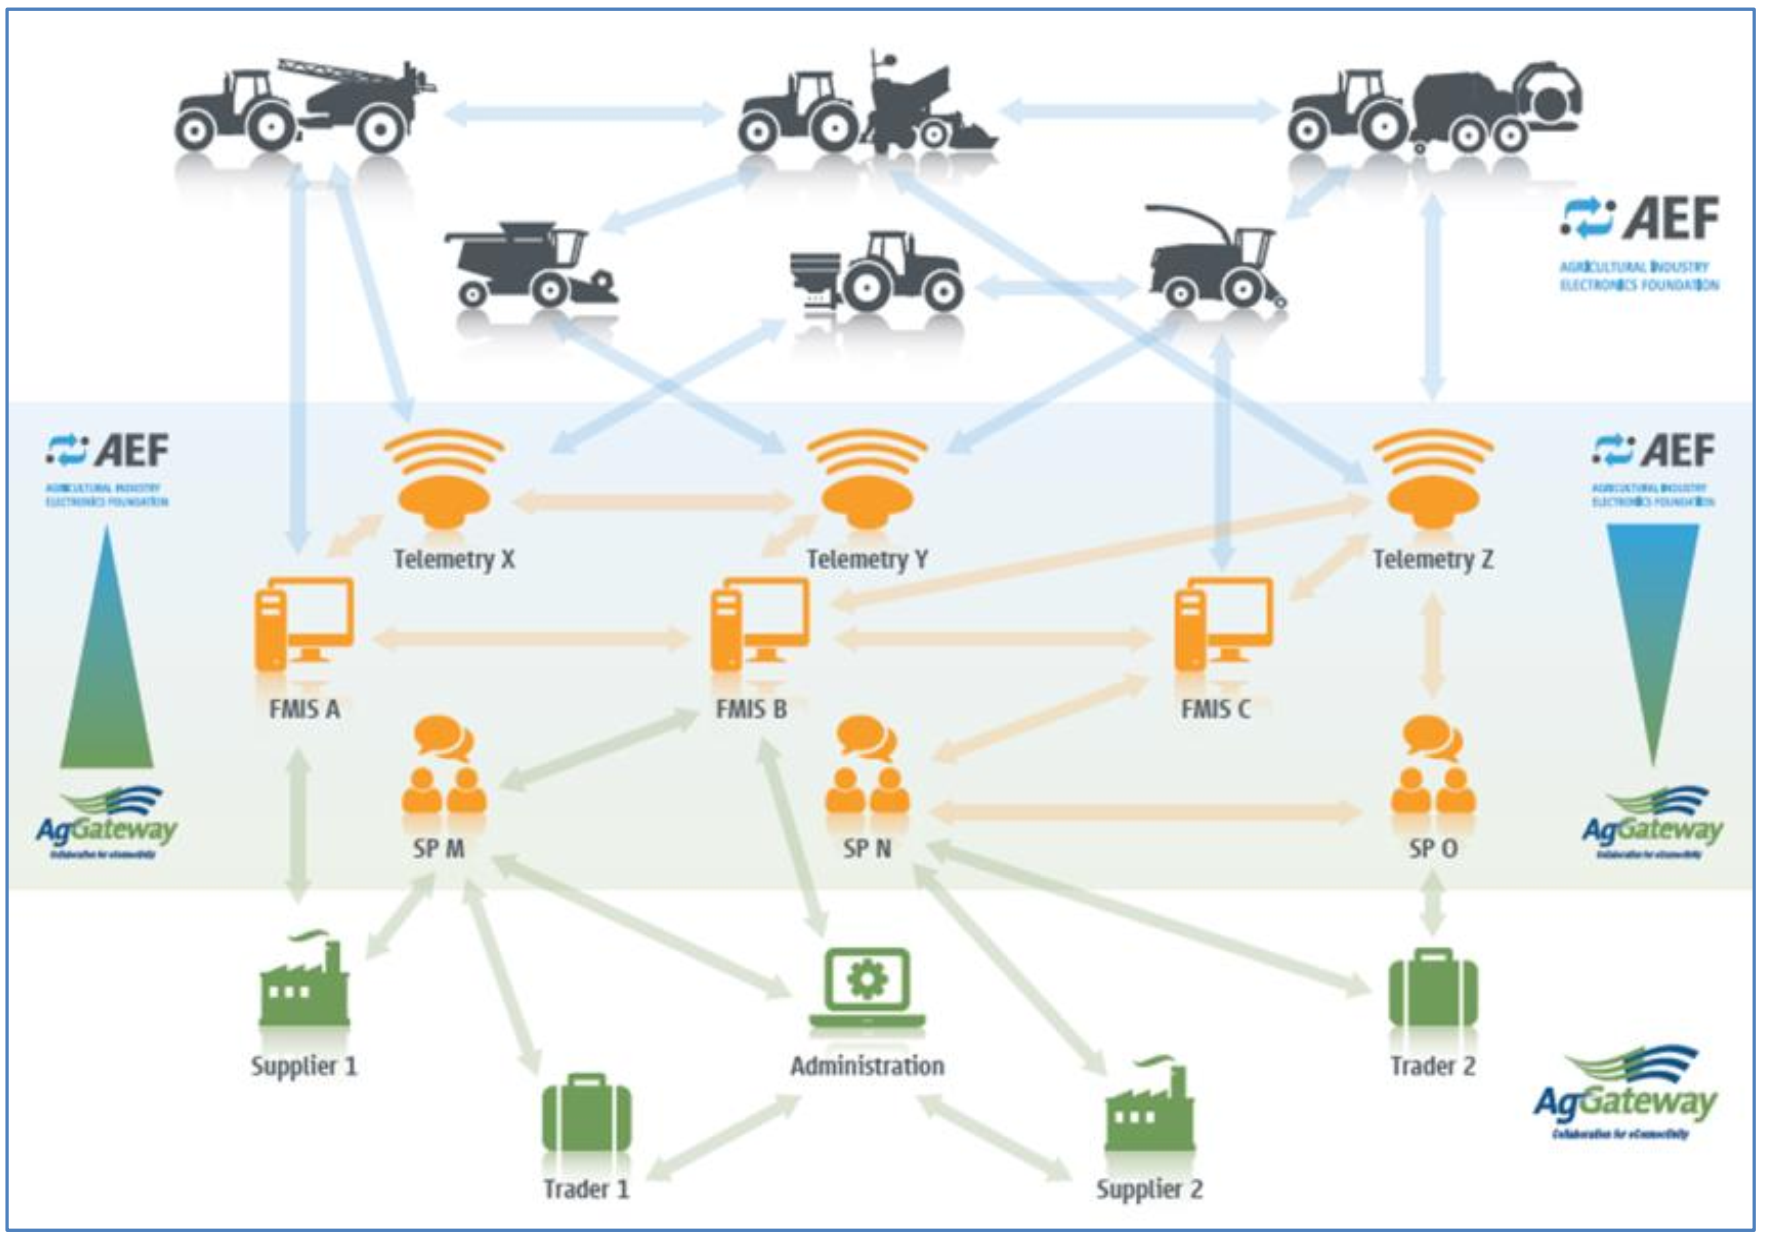 AEF
AGRICULTURAL INDUSTRY
ELECTRONICS FOUNDATION
AEF
AGRICULTURAL INDUSTRY
ELECTRONICS FOUNDATION
AEF
AGRICULTURAL INDUSTRY
ELECTRONICS FOUNDATION
Telemetry X
Telemetry Y
Telemetry Z
FMIS A
FMIS B
FMIS C
AgGateway
Collaboration for eConnectivity
AgGateway
Collaboration for eConnectivity
SP M
SP N
SP O
Supplier 1
Administration
Trader 2
AgGateway
Collaboration for eConnectivity
Trader 1
Supplier 2